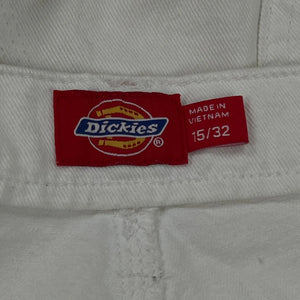 Dickies
®
MADE IN
VIETNAM
15/32